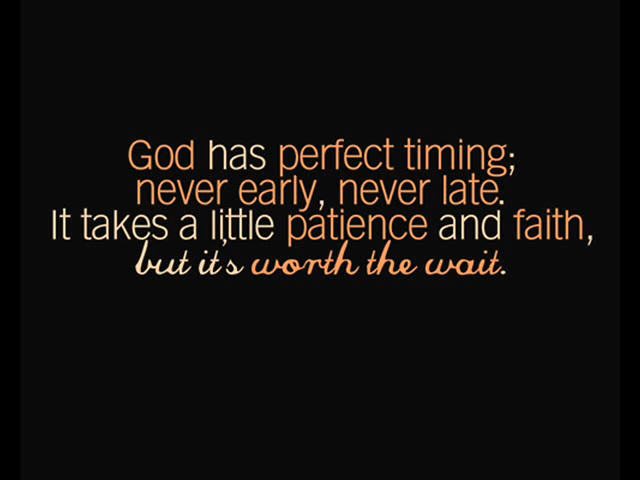 God has perfect timing;
never early, never late.
It takes a little patience and faith,
but it's worth the wait.